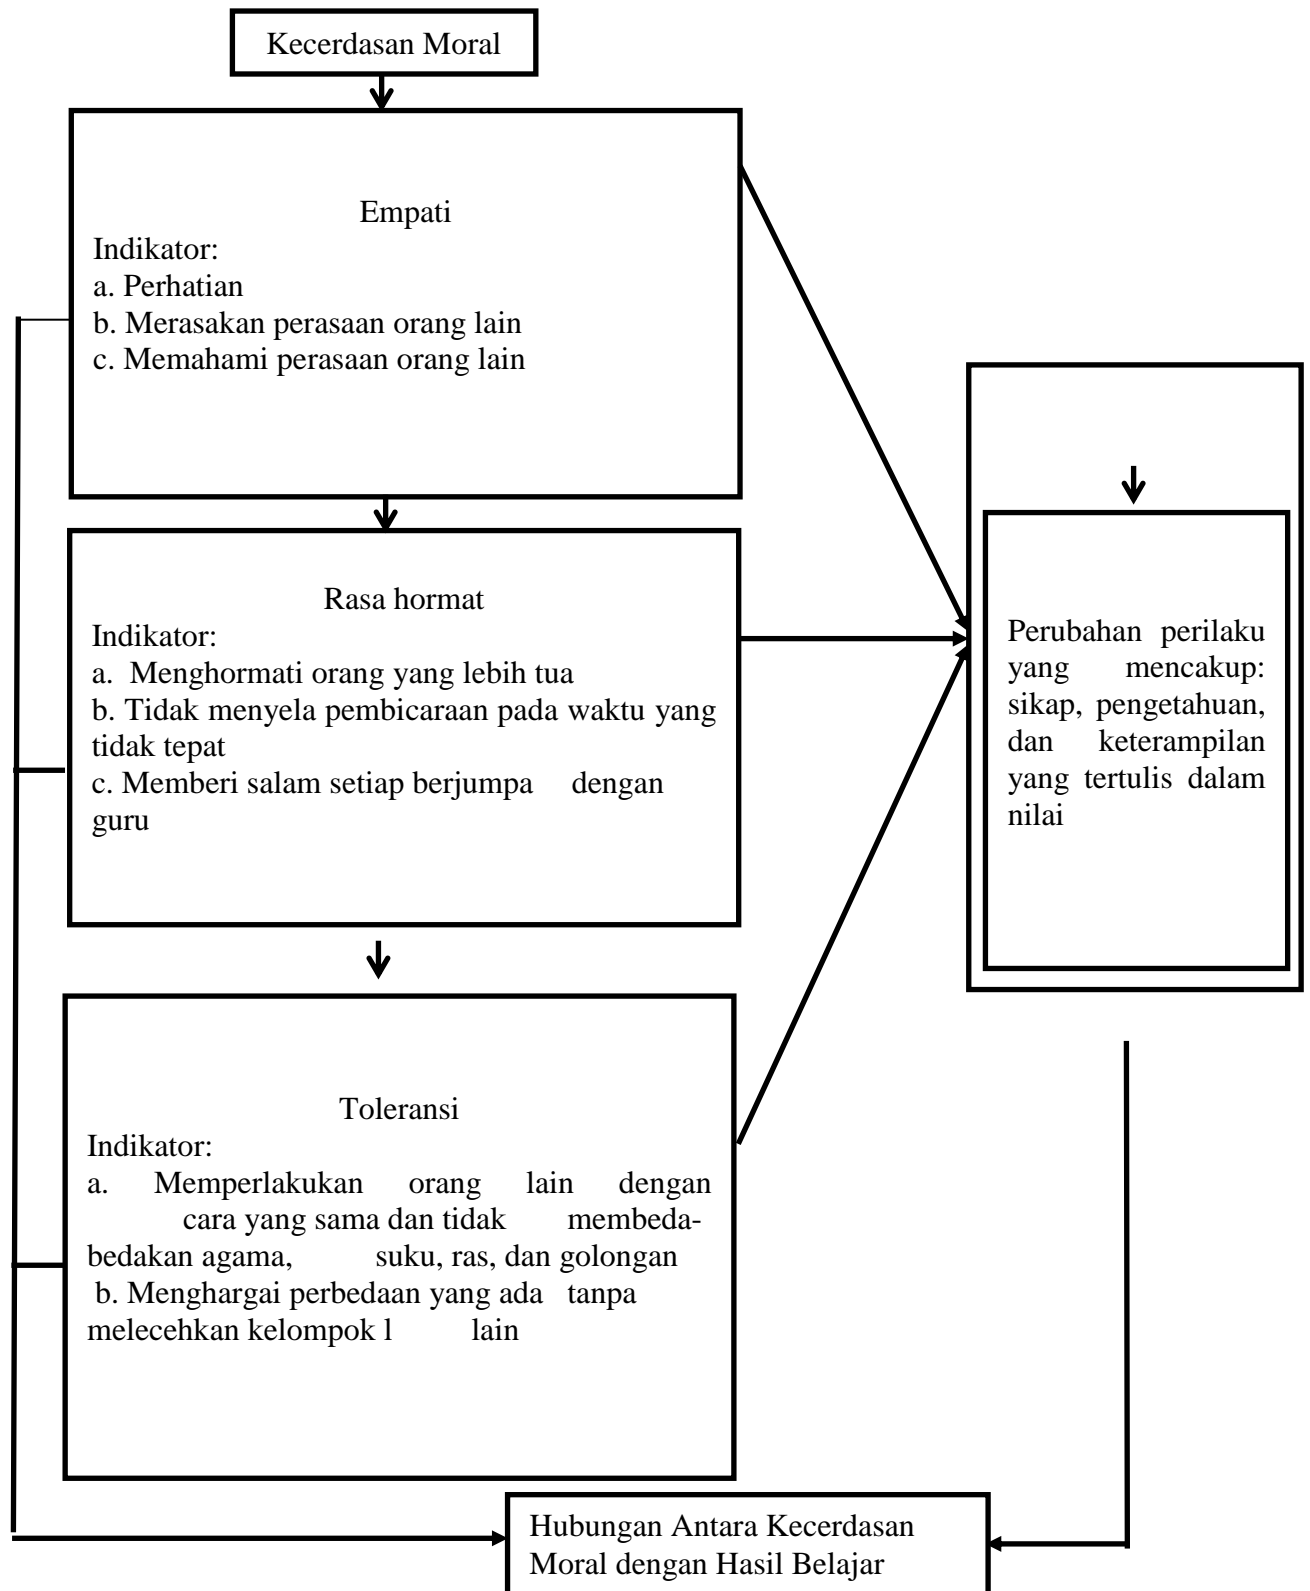 Kecerdasan Moral
Empati
Indikator:
a. Perhatian
b. Merasakan perasaan orang lain
c. Memahami perasaan orang lain
Rasa hormat
Indikator:
a. Menghormati orang yang lebih tua
b. Tidak menyela pembicaraan pada waktu yang
tidak tepat
c. Memberi salam setiap berjumpa dengan
guru
Toleransi
Indikator:
a. Memperlakukan orang lain dengan
cara yang sama dan tidak membeda-
bedakan agama, suku, ras, dan golongan
b. Menghargai perbedaan yang ada tanpa
melecehkan kelompok l lain
Perubahan perilaku
yang mencakup:
sikap, pengetahuan,
dan keterampilan
yang tertulis dalam
nilai
Hubungan Antara Kecerdasan
Moral dengan Hasil Belajar